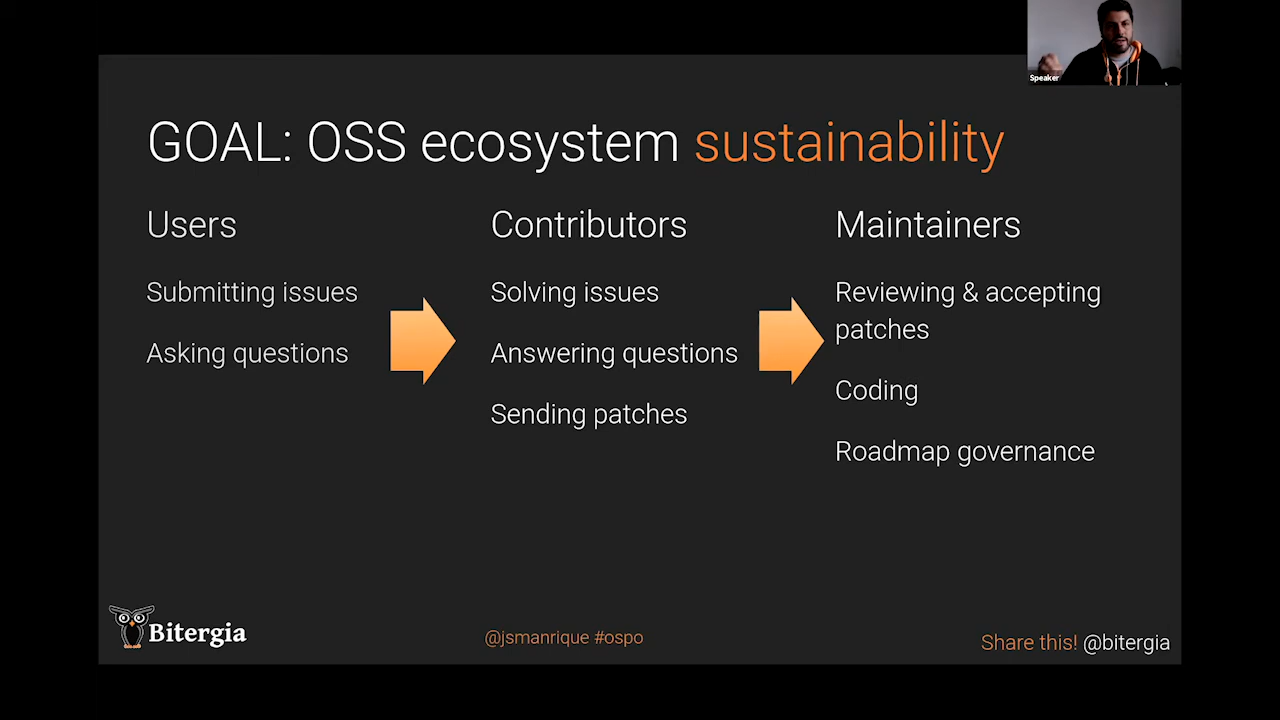 Speaker
GOAL: OSS ecosystem sustainability
Users
Submitting issues
Asking questions
Contributors
Solving issues
Answering questions
Sending patches
Maintainers
Reviewing & accepting
patches
Coding
Roadmap governance
Bitergia
@jsmanrique #ospo
Share this! @bitergia